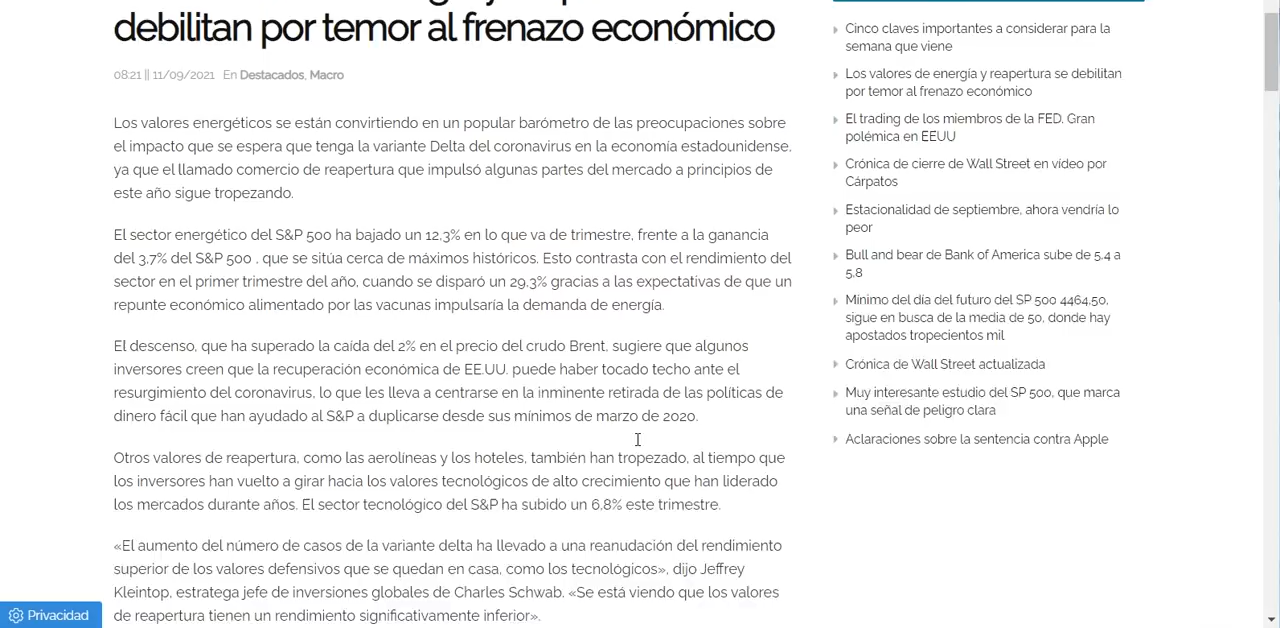 debilitan por temor al frenazo económico
08:21 || 11/09/2021 En Destacados, Macro
Los valores energéticos se están convirtiendo en un popular barómetro de las preocupaciones sobre
el impacto que se espera que tenga la variante Delta del coronavirus en la economía estadounidense,
ya que el llamado comercio de reapertura que impulsó algunas partes del mercado a principios de
este año sigue tropezando.
El sector energético del S&P 500 ha bajado un 12,3% en lo que va de trimestre, frente a la ganancia
del 3,7% del S&P 500 , que se sitúa cerca de máximos históricos. Esto contrasta con el rendimiento del
sector en el primer trimestre del año, cuando se disparó un 29,3% gracias a las expectativas de que un
repunte económico alimentado por las vacunas impulsaría la demanda de energía.
El descenso, que ha superado la caída del 2% en el precio del crudo Brent, sugiere que algunos
inversores creen que la recuperación económica de EE.UU. puede haber tocado techo ante el
resurgimiento del coronavirus, lo que les lleva a centrarse en la inminente retirada de las políticas de
dinero fácil que han ayudado al S&P a duplicarse desde sus mínimos de marzo de 2020.
Otros valores de reapertura, como las aerolíneas y los hoteles, también han tropezado, al tiempo que
los inversores han vuelto a girar hacia los valores tecnológicos de alto crecimiento que han liderado
los mercados durante años. El sector tecnológico del S&P ha subido un 6,8% este trimestre.
«El aumento del número de casos de la variante delta ha llevado a una reanudación del rendimiento
superior de los valores defensivos que se quedan en casa, como los tecnológicos», dijo Jeffrey
Kleintop, estratega jefe de inversiones globales de Charles Schwab. «Se está viendo que los valores
de reapertura tienen un rendimiento significativamente inferior».
Cinco claves importantes a considerar para la
semana que viene
Los valores de energía y reapertura se debilitan
por temor al frenazo económico
El trading de los miembros de la FED. Gran
polémica en EEUU
Crónica de cierre de Wall Street en vídeo por
Cárpatos
Estacionalidad de septiembre, ahora vendría lo
peor
Bull and bear de Bank of America sube de 5,4 a
5,8
Mínimo del día del futuro del SP 500 4464,50,
sigue en busca de la media de 50, donde hay
apostados tropecientos mil
Crónica de Wall Street actualizada
Muy interesante estudio del SP 500, que marca
una señal de peligro clara
Aclaraciones sobre la sentencia contra Apple
Privacidad